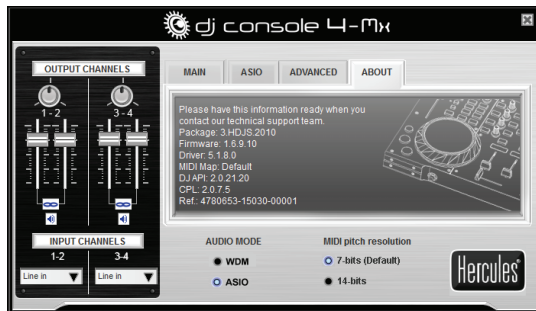 dj console 4-Mx
OUTPUT CHANNELS
1 - 2
3 - 4
INPUT CHANNELS
1-2
3-4
Line in
Line in
MAIN
ASIO
ADVANCED
ABOUT
Please have this information ready when you
contact our technical support team.
Package: 3.HDJS.2010
Firmware: 1.6.9.10
Driver: 5.1.8.0
MIDI Map: Default
DJ API: 2.0.21.20
CPL: 2.0.7.5
Ref.: 4780653-15030-00001
AUDIO MODE
WDM
ASIO
MIDI pitch resolution
7-bits (Default)
14-bits
Hercules